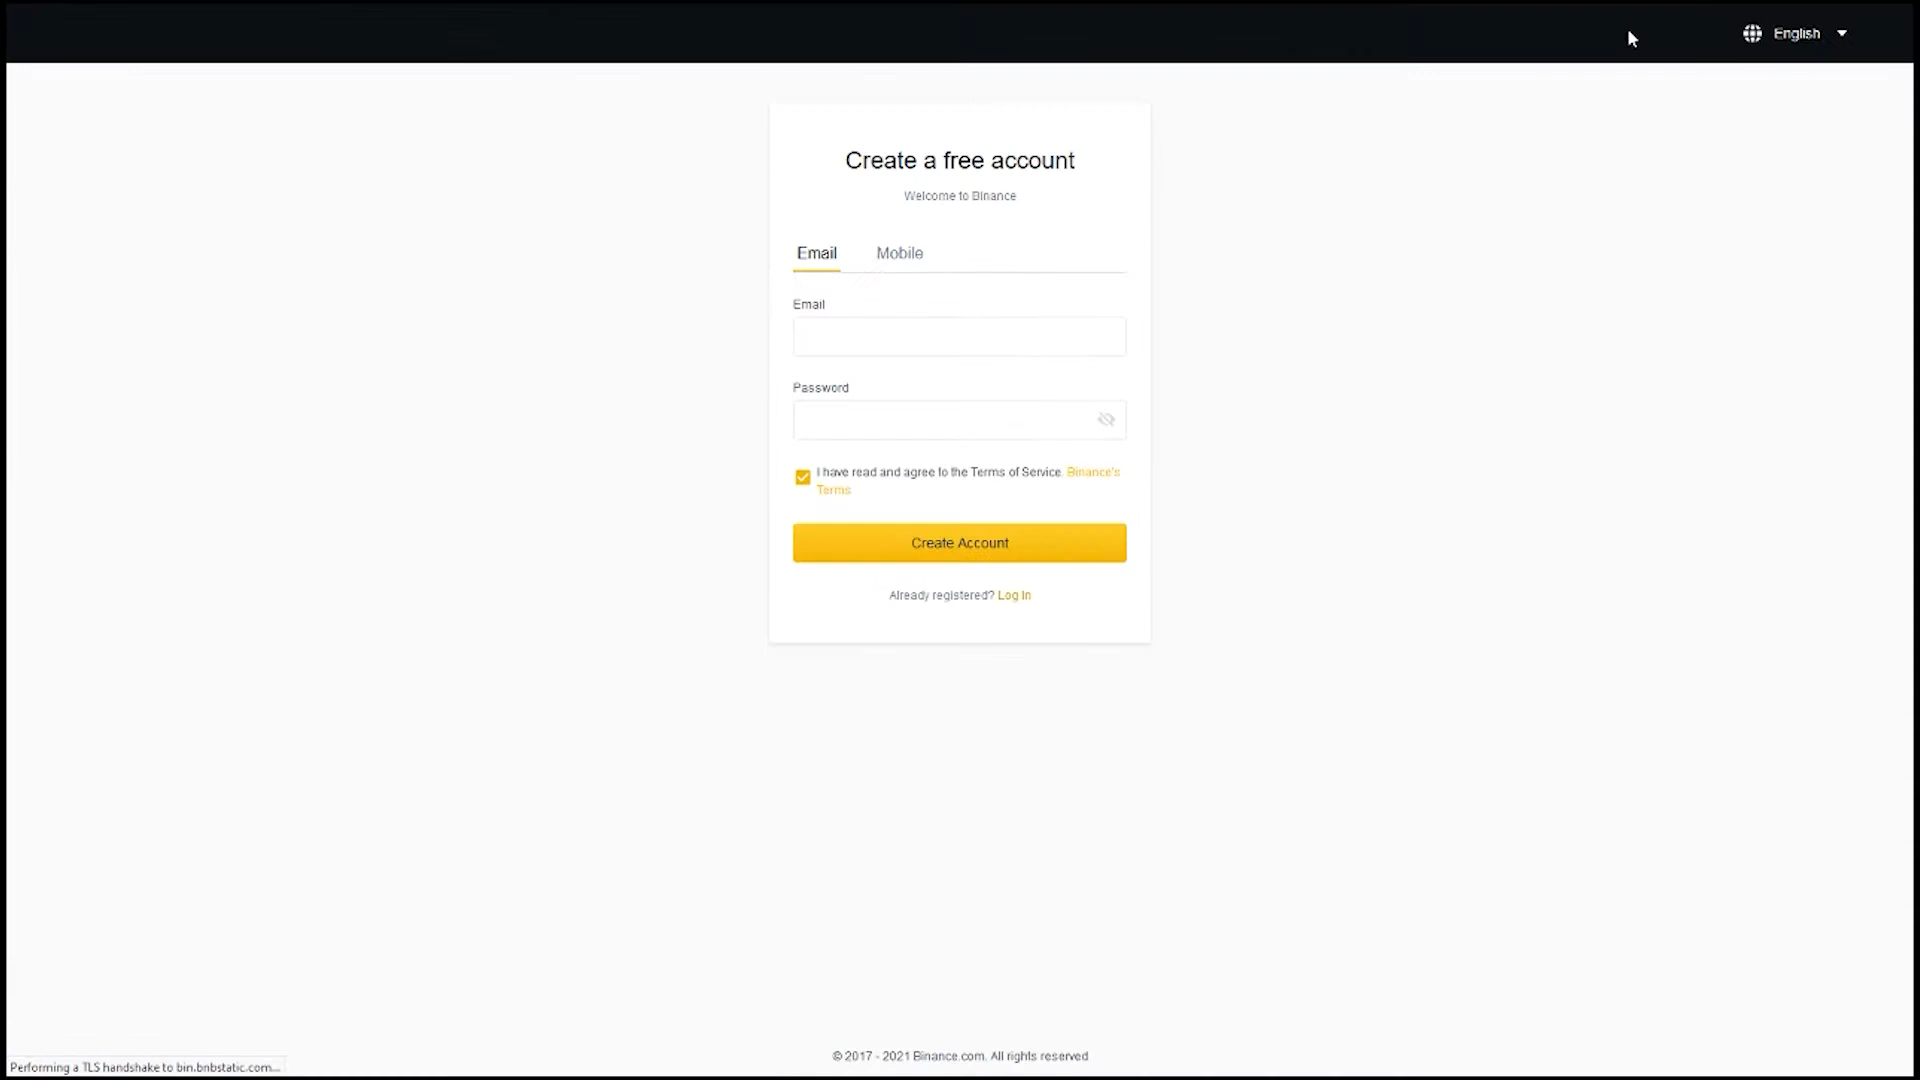 English
Create a free account
Welcome to Binance
Email Mobile
Email
Password
I have read and agree to the Terms of Service Binance's
Terms
Create Account
Already registered? Log In
© 2017 - 2021 Binance.com. All rights reserved
Performing a TLS handshake to bin.bnbstatic.com...